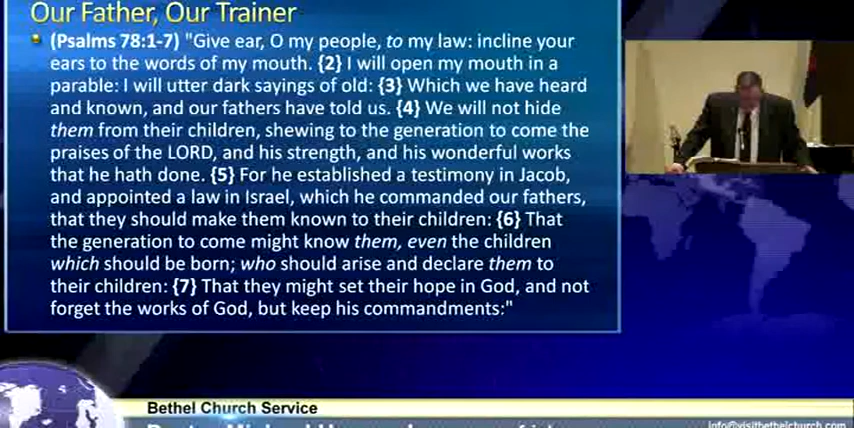 Our Father, Our Trainer
(Psalms 78:1-7) "Give ear, O my people, to my law: incline your
ears to the words of my mouth. {2} I will open my mouth in a
parable: I will utter dark sayings of old: {3} Which we have heard
and known, and our fathers have told us. {4} We will not hide
them from their children, shewing to the generation to come the
praises of the LORD, and his strength, and his wonderful works
that he hath done. {5} For he established a testimony in Jacob,
and appointed a law in Israel, which he commanded our fathers,
that they should make them known to their children: {6} That
the generation to come might know them, even the children
which should be born; who should arise and declare them to
their children: {7} That they might set their hope in God, and not
forget the works of God, but keep his commandments:"
Bethel Church Service
info@visitbethelchurch.com